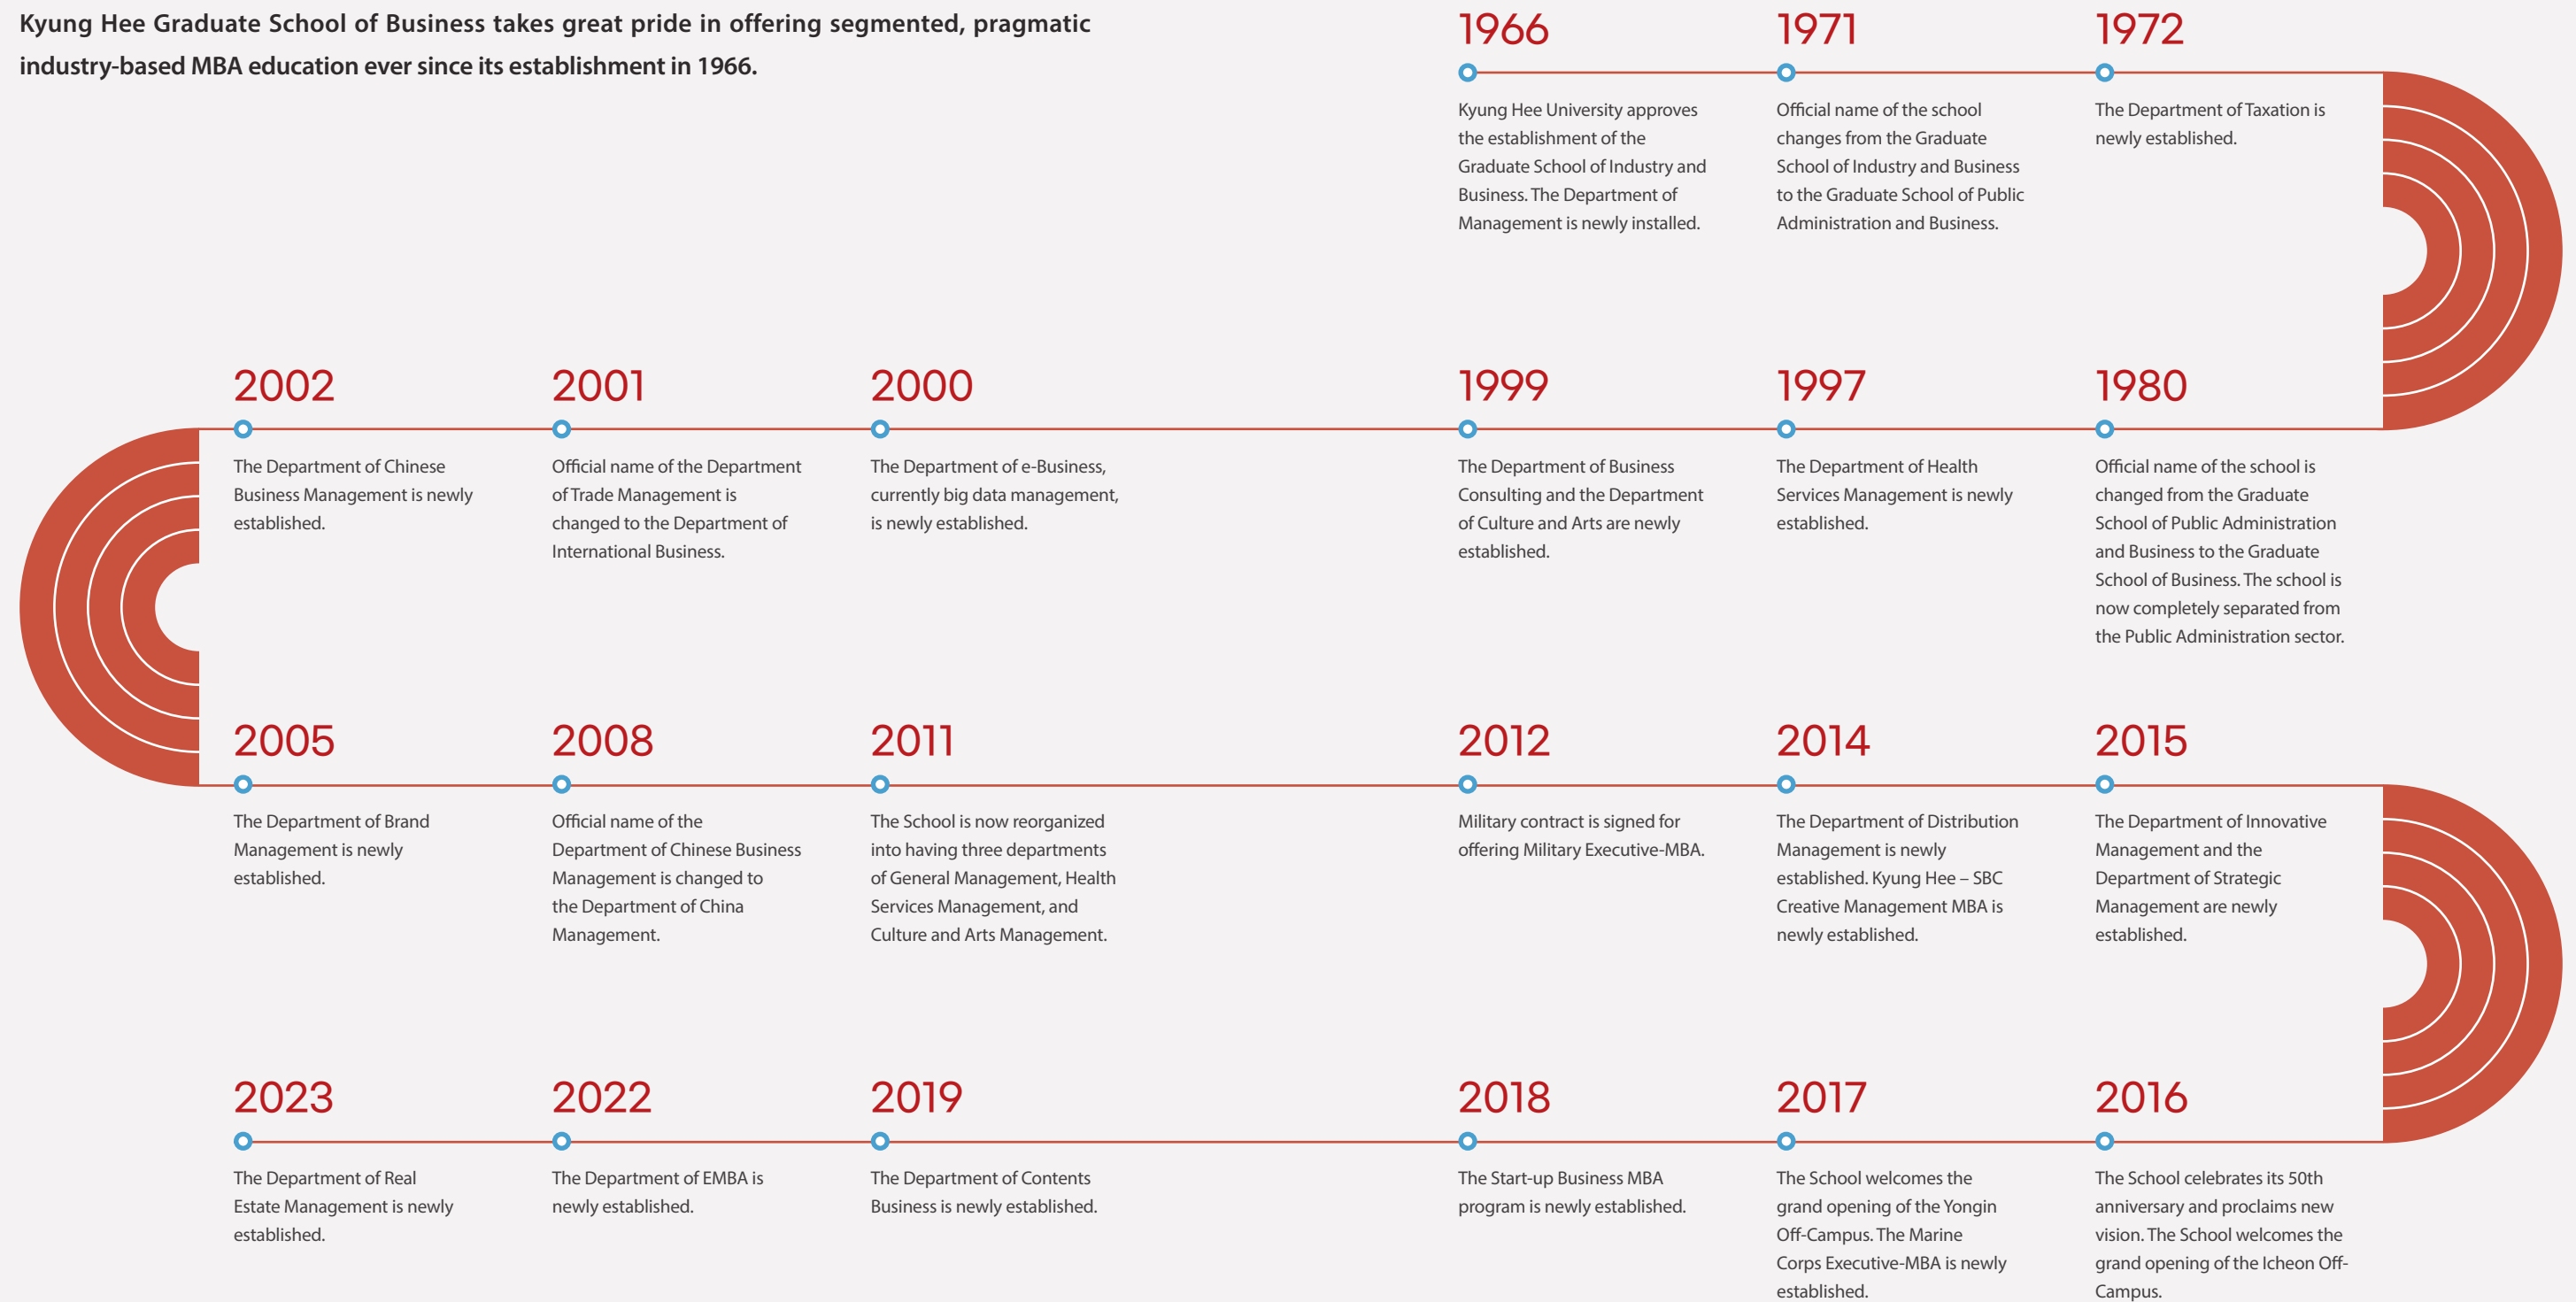 Kyung Hee Graduate School of Business takes great pride in offering segmented, pragmatic
industry-based MBA education ever since its establishment in 1966.
1966
Kyung Hee University approves
the establishment of the
Graduate School of Industry and
Business. The Department of
Management is newly installed.
1971
Official name of the school
changes from the Graduate
School of Industry and Business
to the Graduate School of Public
Administration and Business.
1972
The Department of Taxation is
newly established.
1980
Official name of the school is
changed from the Graduate
School of Public Administration
and Business to the Graduate
School of Business. The school is
now completely separated from
the Public Administration sector.
1997
The Department of Health
Services Management is newly
established.
1999
The Department of Business
Consulting and the Department
of Culture and Arts are newly
established.
2000
The Department of e-Business,
currently big data management,
is newly established.
2001
Official name of the Department
of Trade Management is
changed to the Department of
International Business.
2002
The Department of Chinese
Business Management is newly
established.
2005
The Department of Brand
Management is newly
established.
2008
Official name of the
Department of Chinese Business
Management is changed to
the Department of China
Management.
2011
The School is now reorganized
into having three departments
of General Management, Health
Services Management, and
Culture and Arts Management.
2012
Military contract is signed for
offering Military Executive-MBA.
2014
The Department of Distribution
Management is newly
established. Kyung Hee – SBC
Creative Management MBA is
newly established.
2015
The Department of Innovative
Management and the
Department of Strategic
Management are newly
established.
2016
The School celebrates its 50th
anniversary and proclaims new
vision. The School welcomes the
grand opening of the Icheon Off-
Campus.
2017
The School welcomes the
grand opening of the Yongin
Off-Campus. The Marine
Corps Executive-MBA is newly
established.
2018
The Start-up Business MBA
program is newly established.
2019
The Department of Contents
Business is newly established.
2022
The Department of EMBA is
newly established.
2023
The Department of Real
Estate Management is newly
established.